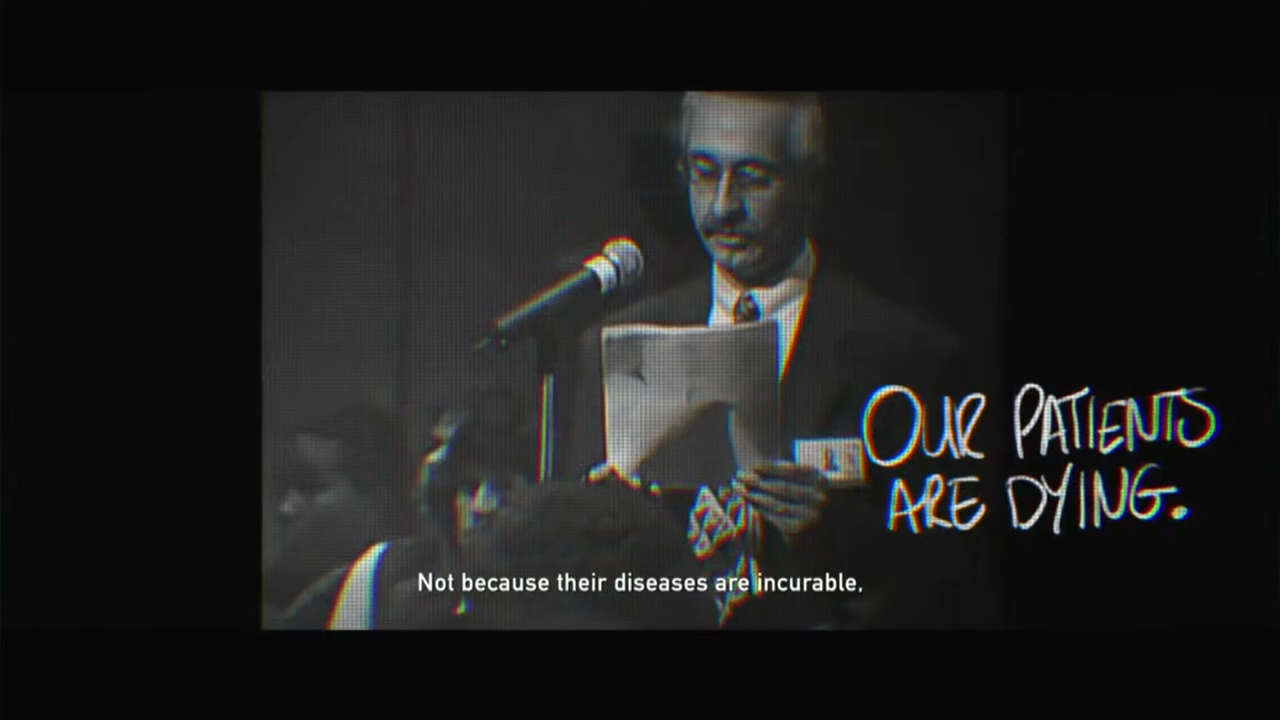 OUR PATIENTS
ARE DYING.
Not because their diseases are incurable,